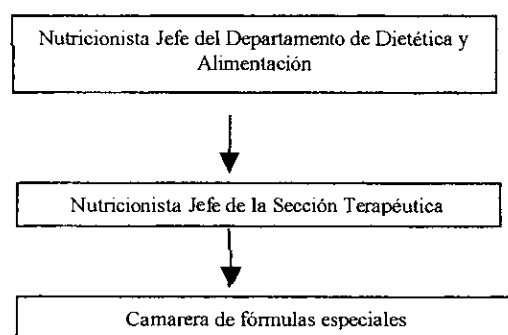 Nutricionista Jefe del Departamento de Dietética y
Alimentación
Nutricionista Jefe de la Sección Terapéutica
Camarera de fórmulas especiales